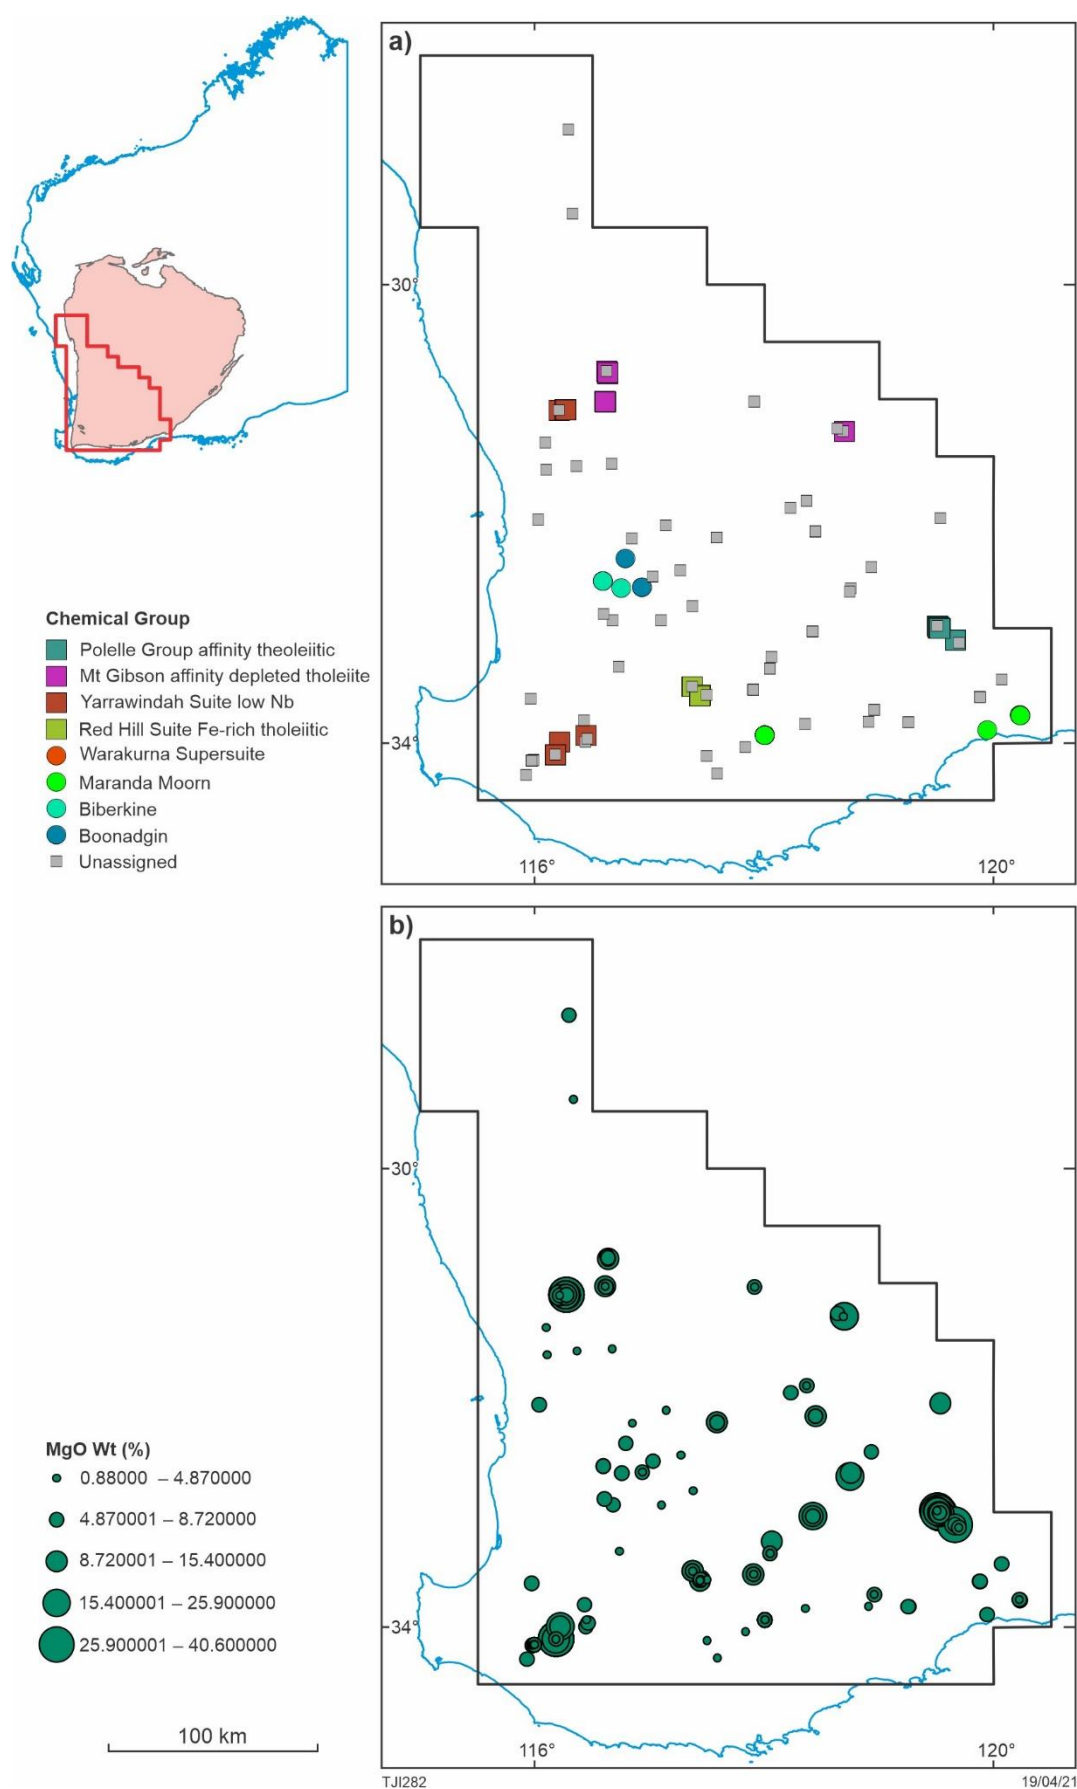 a)
30°
34°
116°
120°
Chemical Group
Polelle Group affinity theoleiitic
Mt Gibson affinity depleted tholeiite
Yarrawindah Suite low Nb
Red Hill Suite Fe-rich tholeiitic
Warakurna Supersuite
Maranda Moorn
Biberkine
Boonadgin
Unassigned
b)
30°
34°
116°
120°
MgO Wt (%)
0.88000 – 4.870000
4.870001 – 8.720000
8.720001 – 15.400000
15.400001 – 25.900000
25.900001 – 40.600000
100 km
TJI282
19/04/21